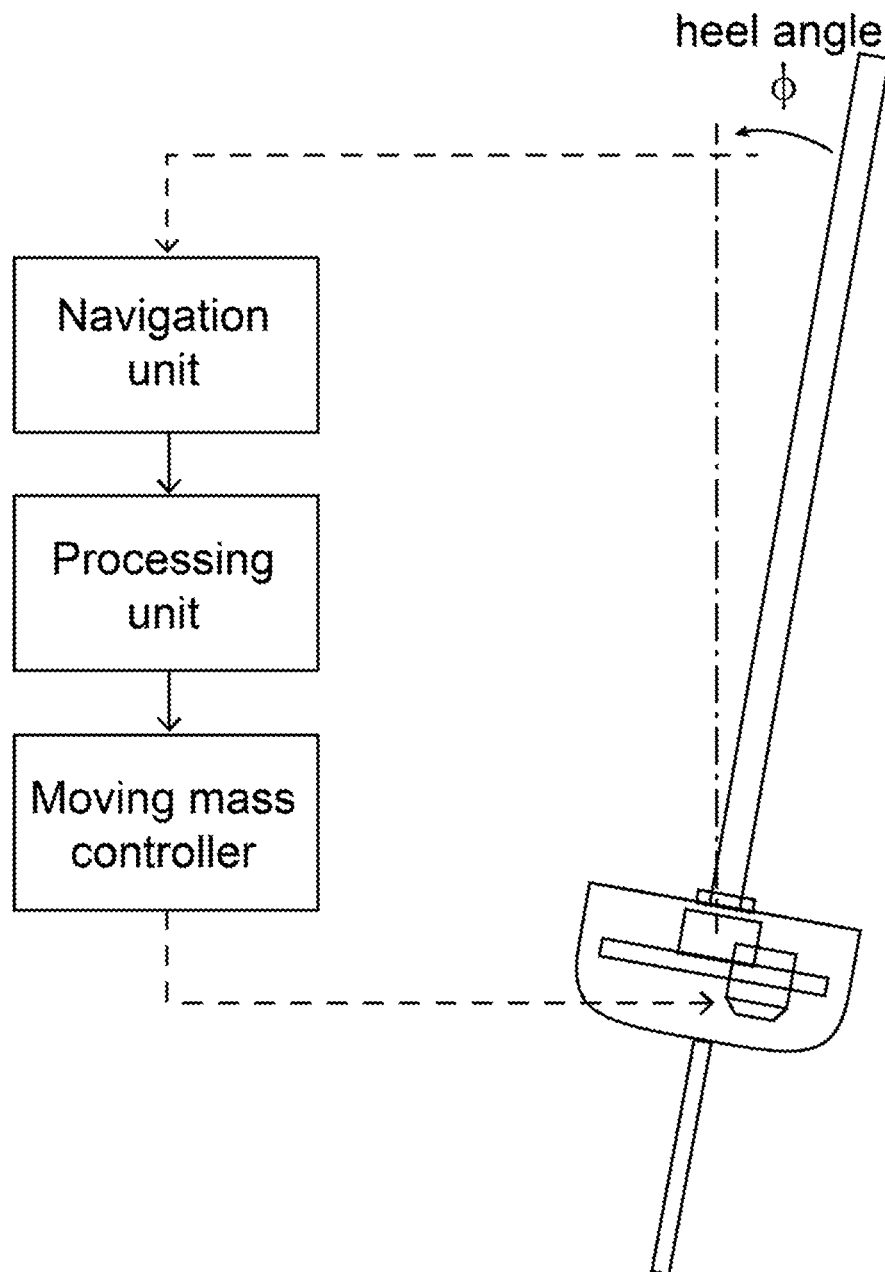 heel angle
ϕ
Navigation
unit
Processing
unit
Moving mass
controller